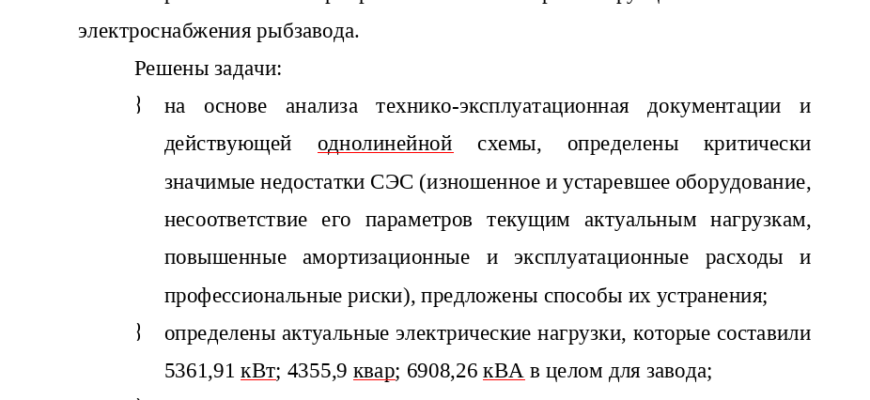 электроснабжения рыбзавода.
Решены задачи:
на основе анализа технико-эксплуатационная документации и
действующей однолинейной схемы, определены критически
значимые недостатки СЭС (изношенное и устаревшее оборудование,
несоответствие его параметров текущим актуальным нагрузкам,
повышенные амортизационные и эксплуатационные расходы и
профессиональные риски), предложены способы их устранения;
определены актуальные электрические нагрузки, которые составили
5361,91 кВт; 4355,9 квар; 6908,26 кВА в целом для завода;